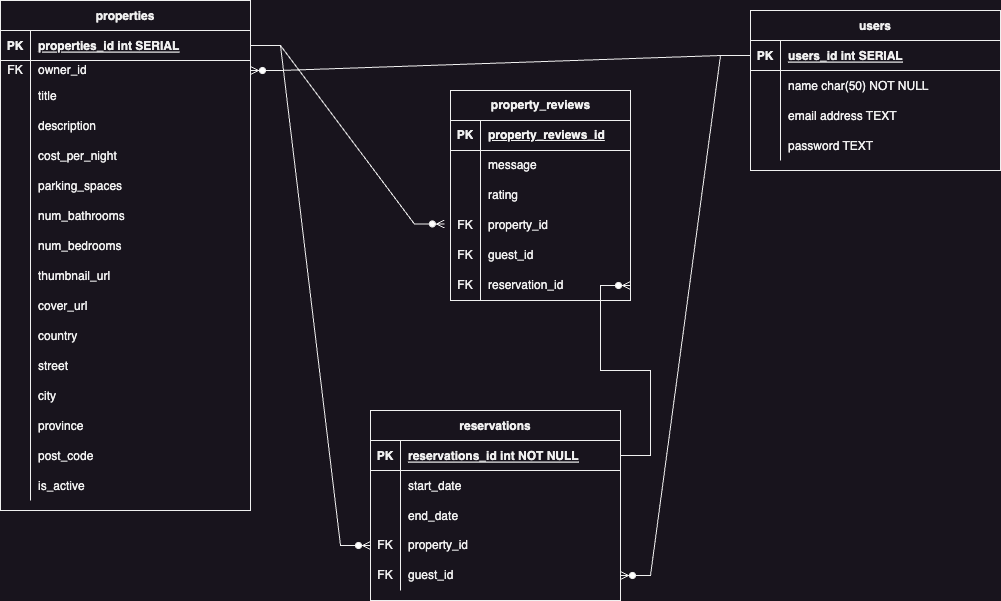 properties
PK properties_id int SERIAL
FK owner_id
title
description
cost_per_night
parking_spaces
num_bathrooms
num_bedrooms
thumbnail_url
cover_url
country
street
city
province
post_code
is_active
property_reviews
PK property_reviews_id
message
rating
FK property_id
FK guest_id
FK reservation_id
users
PK users_id int SERIAL
name char(50) NOT NULL
email address TEXT
password TEXT
reservations
PK reservations_id int NOT NULL
start_date
end_date
FK property_id
FK guest_id